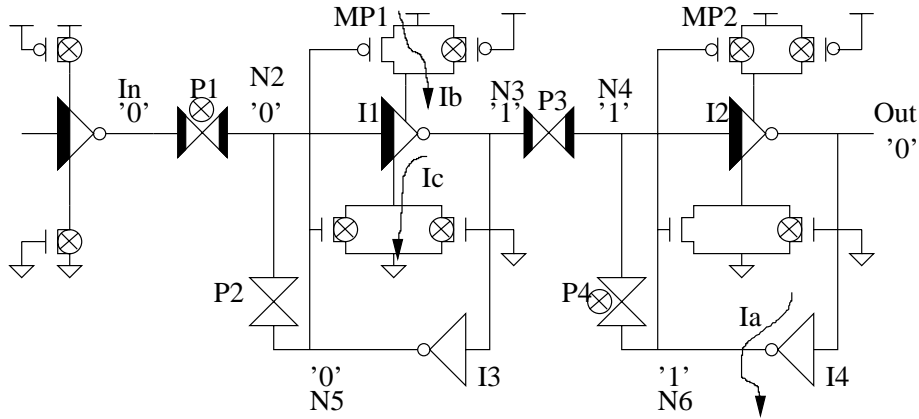 MP1
MP2
Ib
In
'0'
P1
N2
'0'
I1
N3
'1'
P3
N4
'1'
I2
Out
'0'
Ic
P2
P4
Ia
I3
I4
'0'
N5
'1'
N6